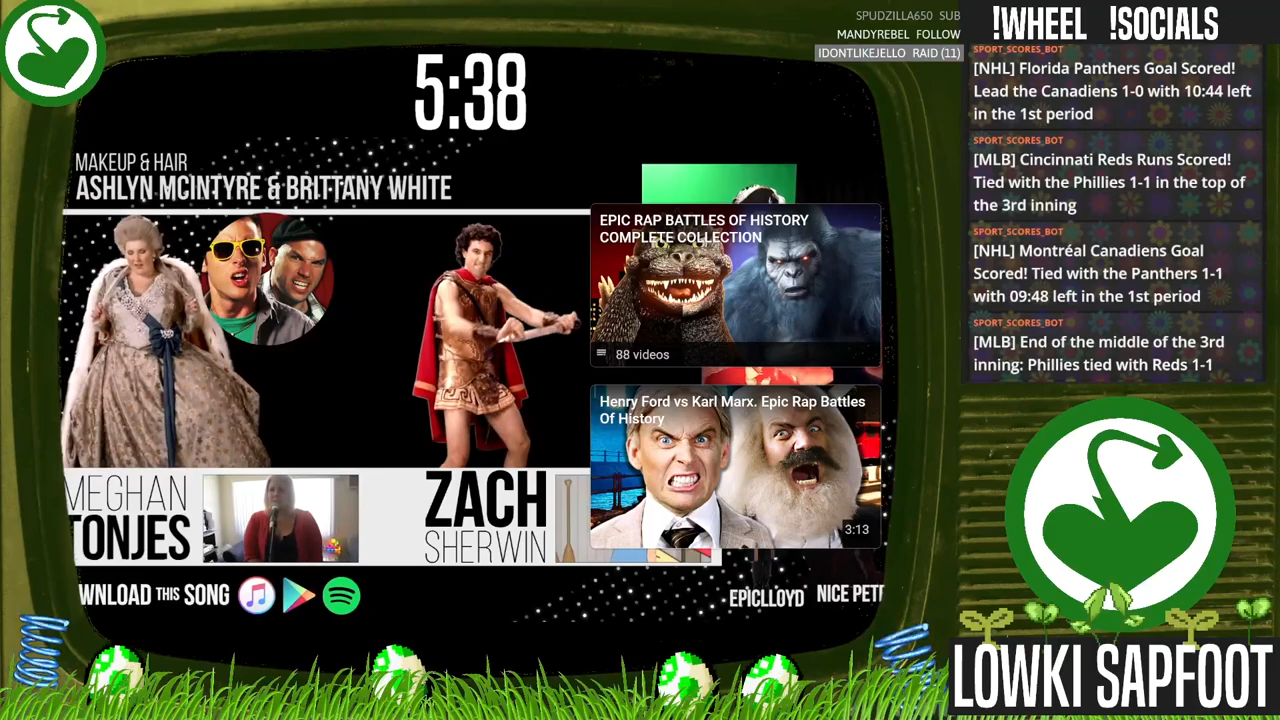 SPUDZILLA650 SUB
MANDYREBEL FOLLOW
IDONTLIKEJELLO RAID (11)
!WHEEL !SOCIALS
5:38
MAKEUP & HAIR
ASHLYN MCINTYRE & BRITTANY WHITE
EPIC RAP BATTLES OF HISTORY
COMPLETE COLLECTION
88 videos
Henry Ford vs Karl Marx. Epic Rap Battles
Of History
3:13
MEGHAN
TONJES
ZACH
SHERWIN
WNLOAD THIS SONG
EPICLLOYD
NICE PETE
SPORT_SCORES_BOT
[NHL] Florida Panthers Goal Scored!
Lead the Canadiens 1-0 with 10:44 left
in the 1st period
SPORT_SCORES_BOT
[MLB] Cincinnati Reds Runs Scored!
Tied with the Phillies 1-1 in the top of
the 3rd inning
SPORT_SCORES_BOT
[NHL] Montréal Canadiens Goal
Scored! Tied with the Panthers 1-1
with 09:48 left in the 1st period
SPORT_SCORES_BOT
[MLB] End of the middle of the 3rd
inning: Phillies tied with Reds 1-1
LOWKI SAPFOOT